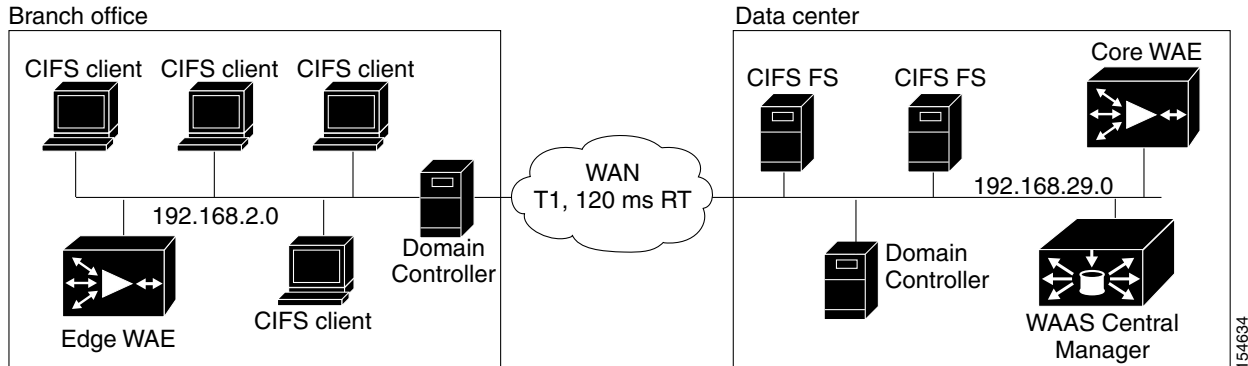 Branch office
CIFS client
CIFS client
CIFS client
192.168.2.0
Edge WAE
CIFS client
Domain
Controller
WAN
T1, 120 ms RT
Data center
CIFS FS
CIFS FS
Core WAE
192.168.29.0
Domain
Controller
WAAS Central
Manager
154634